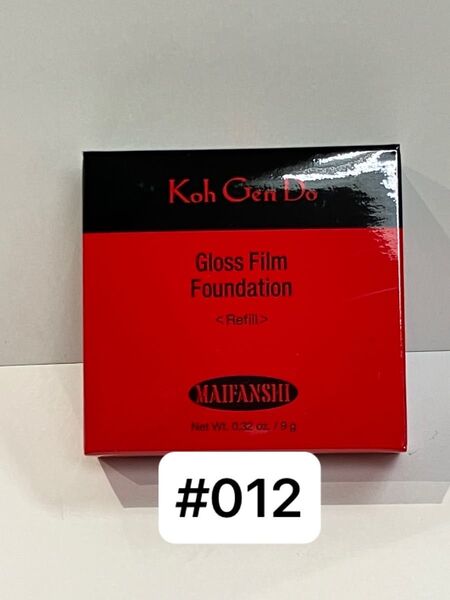 Koh Gen Do
Gloss Film
Foundation
<Refill>
MAIFANSHI
Net Wt. 0.32 oz. / 9 g
#012